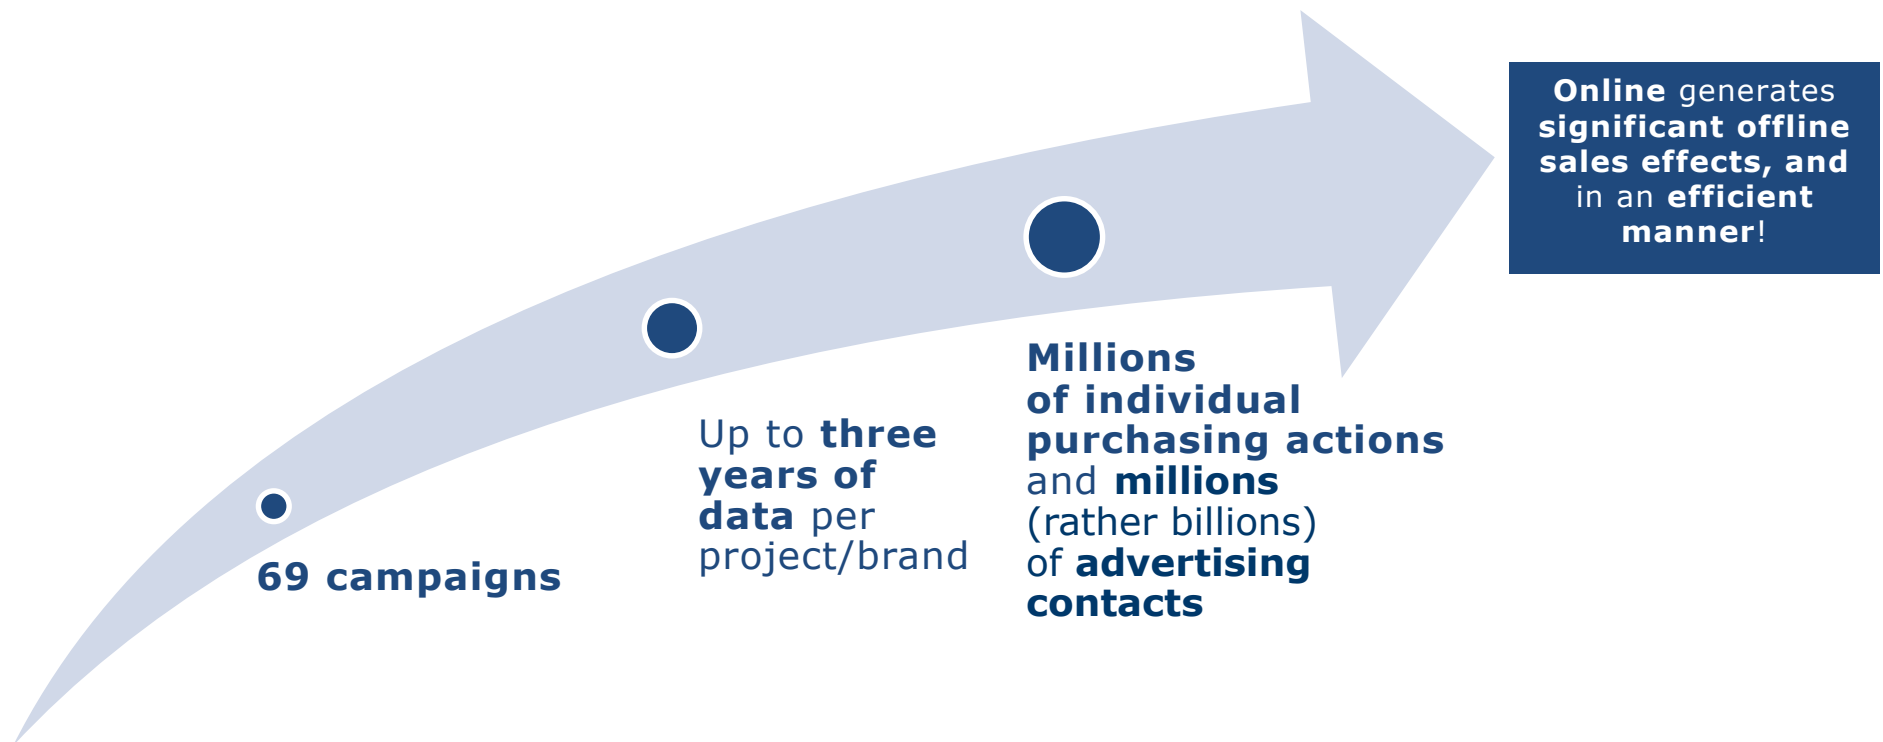 69 campaigns
Up to three
years of
data per
project/brand
Millions
of individual
purchasing actions
and millions
(rather billions)
of advertising
contacts
Online generates
significant offline
sales effects, and
in an efficient
manner!